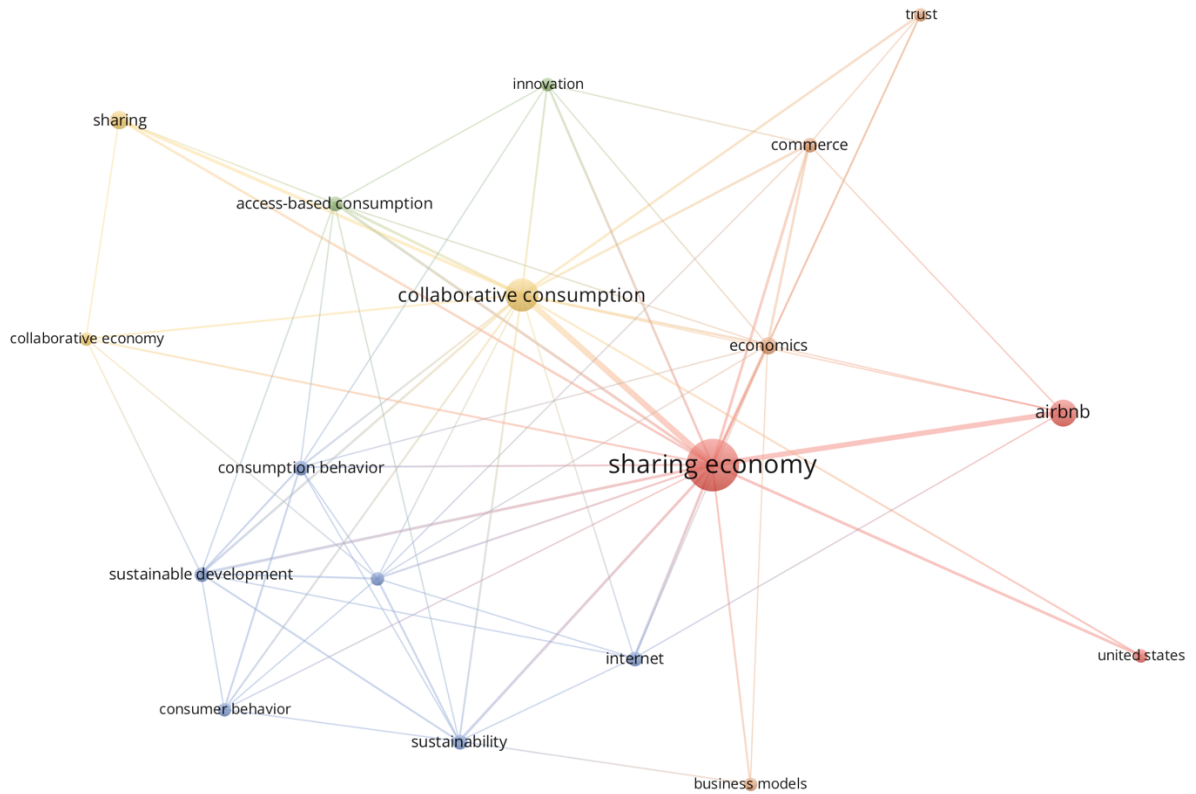 trust
innovation
sharing
commerce
access-based consumption
collaborative consumption
collaborative economy
economics
airbnb
sharing economy
consumption behavior
sustainable development
internet
united states
consumer behavior
sustainability
business models